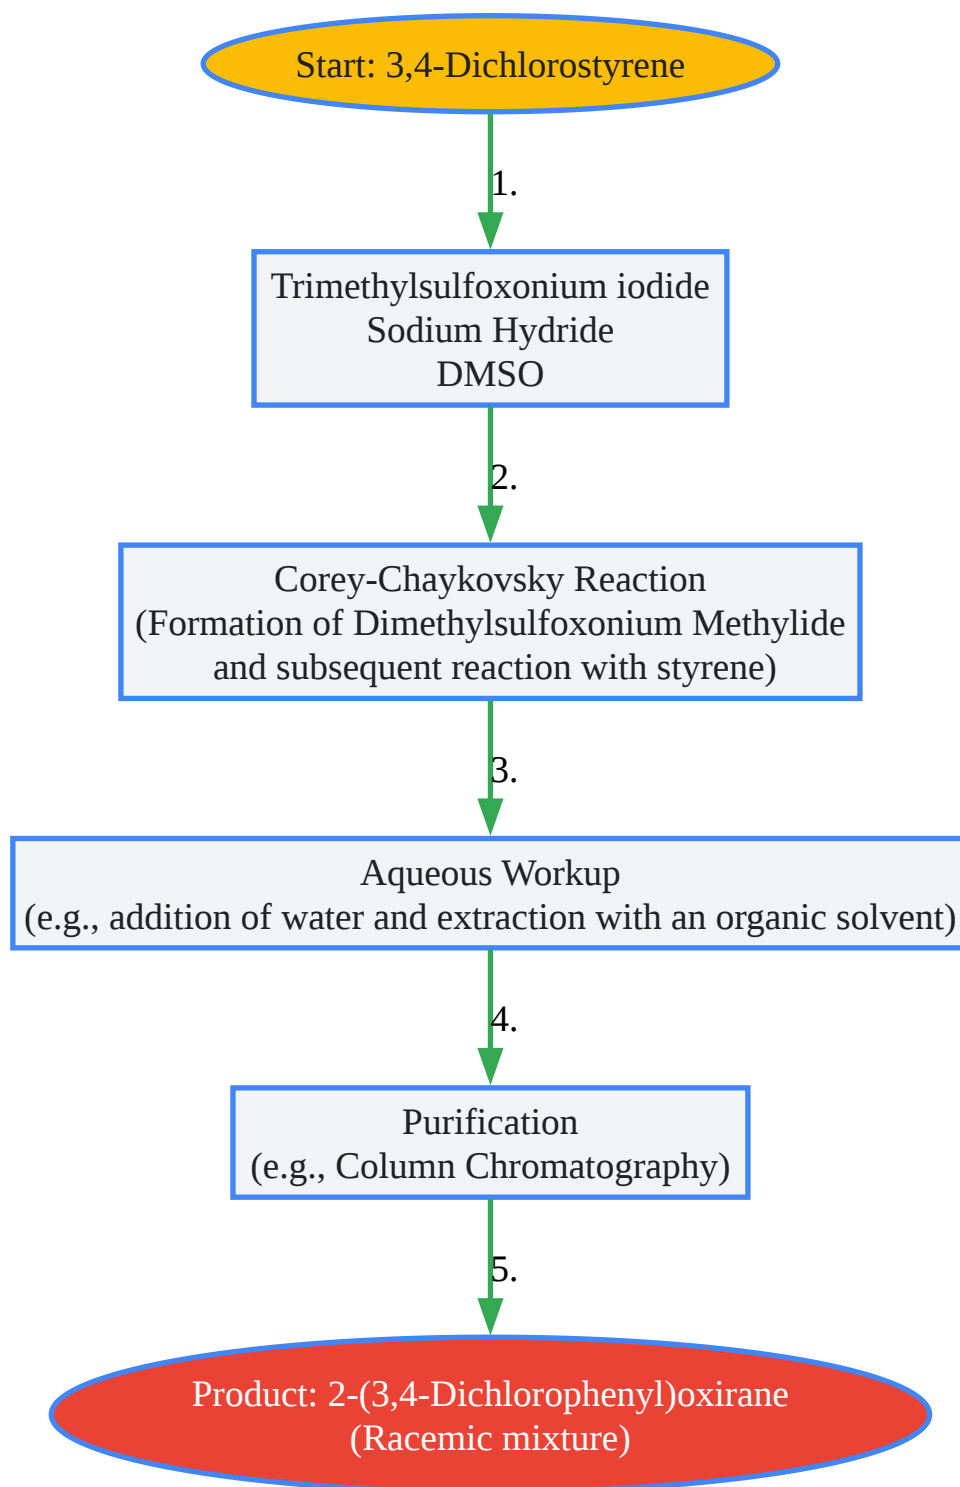 Start: 3,4-Dichlorostyrene
1.
Trimethylsulfoxonium iodide
Sodium Hydride
DMSO
2.
Corey-Chaykovsky Reaction
(Formation of Dimethylsulfoxonium Methylide
and subsequent reaction with styrene)
3.
Aqueous Workup
(e.g., addition of water and extraction with an organic solvent)
4.
Purification
(e.g., Column Chromatography)
5.
Product: 2-(3,4-Dichlorophenyl)oxirane
(Racemic mixture)